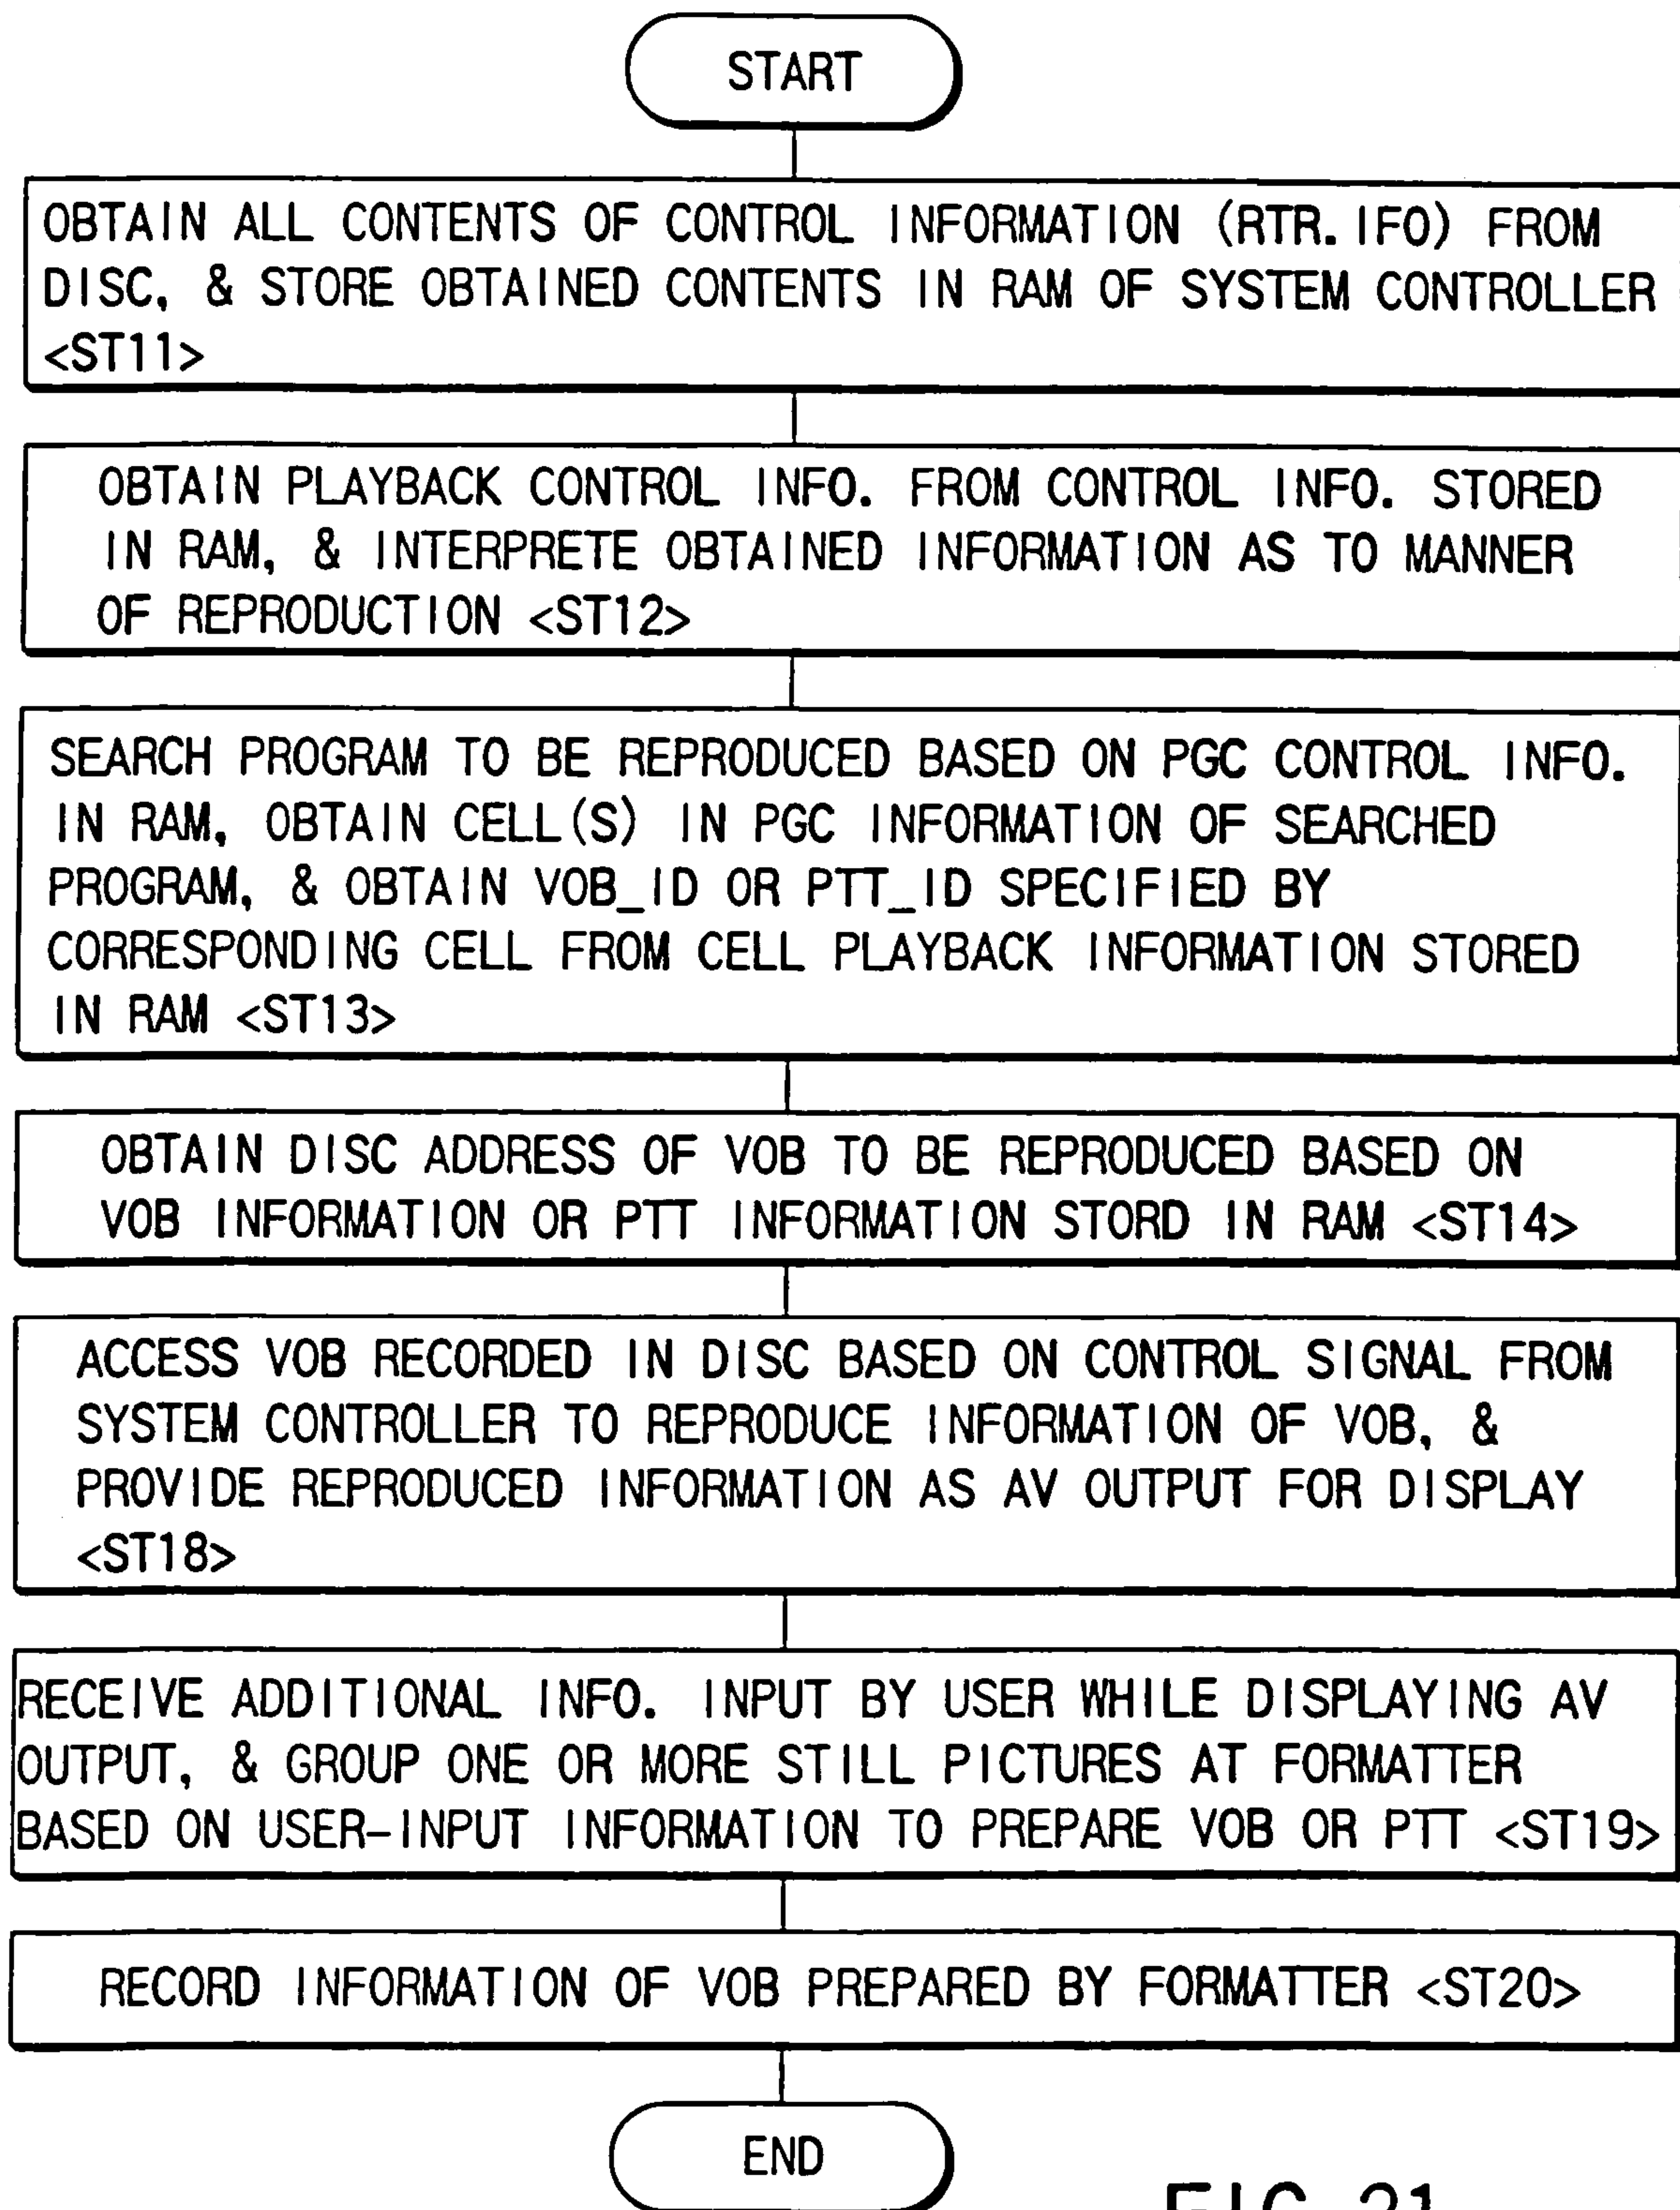 START
OBTAIN ALL CONTENTS OF CONTROL INFORMATION (RTR.IFO) FROM
DISC, & STORE OBTAINED CONTENTS IN RAM OF SYSTEM CONTROLLER
<ST11>
OBTAIN PLAYBACK CONTROL INFO. FROM CONTROL INFO. STORED
IN RAM, & INTERPRETE OBTAINED INFORMATION AS TO MANNER
OF REPRODUCTION <ST12>
SEARCH PROGRAM TO BE REPRODUCED BASED ON PGC CONTROL INFO.
IN RAM, OBTAIN CELL(S) IN PGC INFORMATION OF SEARCHED
PROGRAM, & OBTAIN VOB_ID OR PTT_ID SPECIFIED BY
CORRESPONDING CELL FROM CELL PLAYBACK INFORMATION STORED
IN RAM <ST13>
OBTAIN DISC ADDRESS OF VOB TO BE REPRODUCED BASED ON
VOB INFORMATION OR PTT INFORMATION STORD IN RAM <ST14>
ACCESS VOB RECORDED IN DISC BASED ON CONTROL SIGNAL FROM
SYSTEM CONTROLLER TO REPRODUCE INFORMATION OF VOB, &
PROVIDE REPRODUCED INFORMATION AS AV OUTPUT FOR DISPLAY
<ST18>
RECEIVE ADDITIONAL INFO. INPUT BY USER WHILE DISPLAYING AV
OUTPUT, & GROUP ONE OR MORE STILL PICTURES AT FORMATTER
BASED ON USER-INPUT INFORMATION TO PREPARE VOB OR PTT <ST19>
RECORD INFORMATION OF VOB PREPARED BY FORMATTER <ST20>
END
FIG. 21